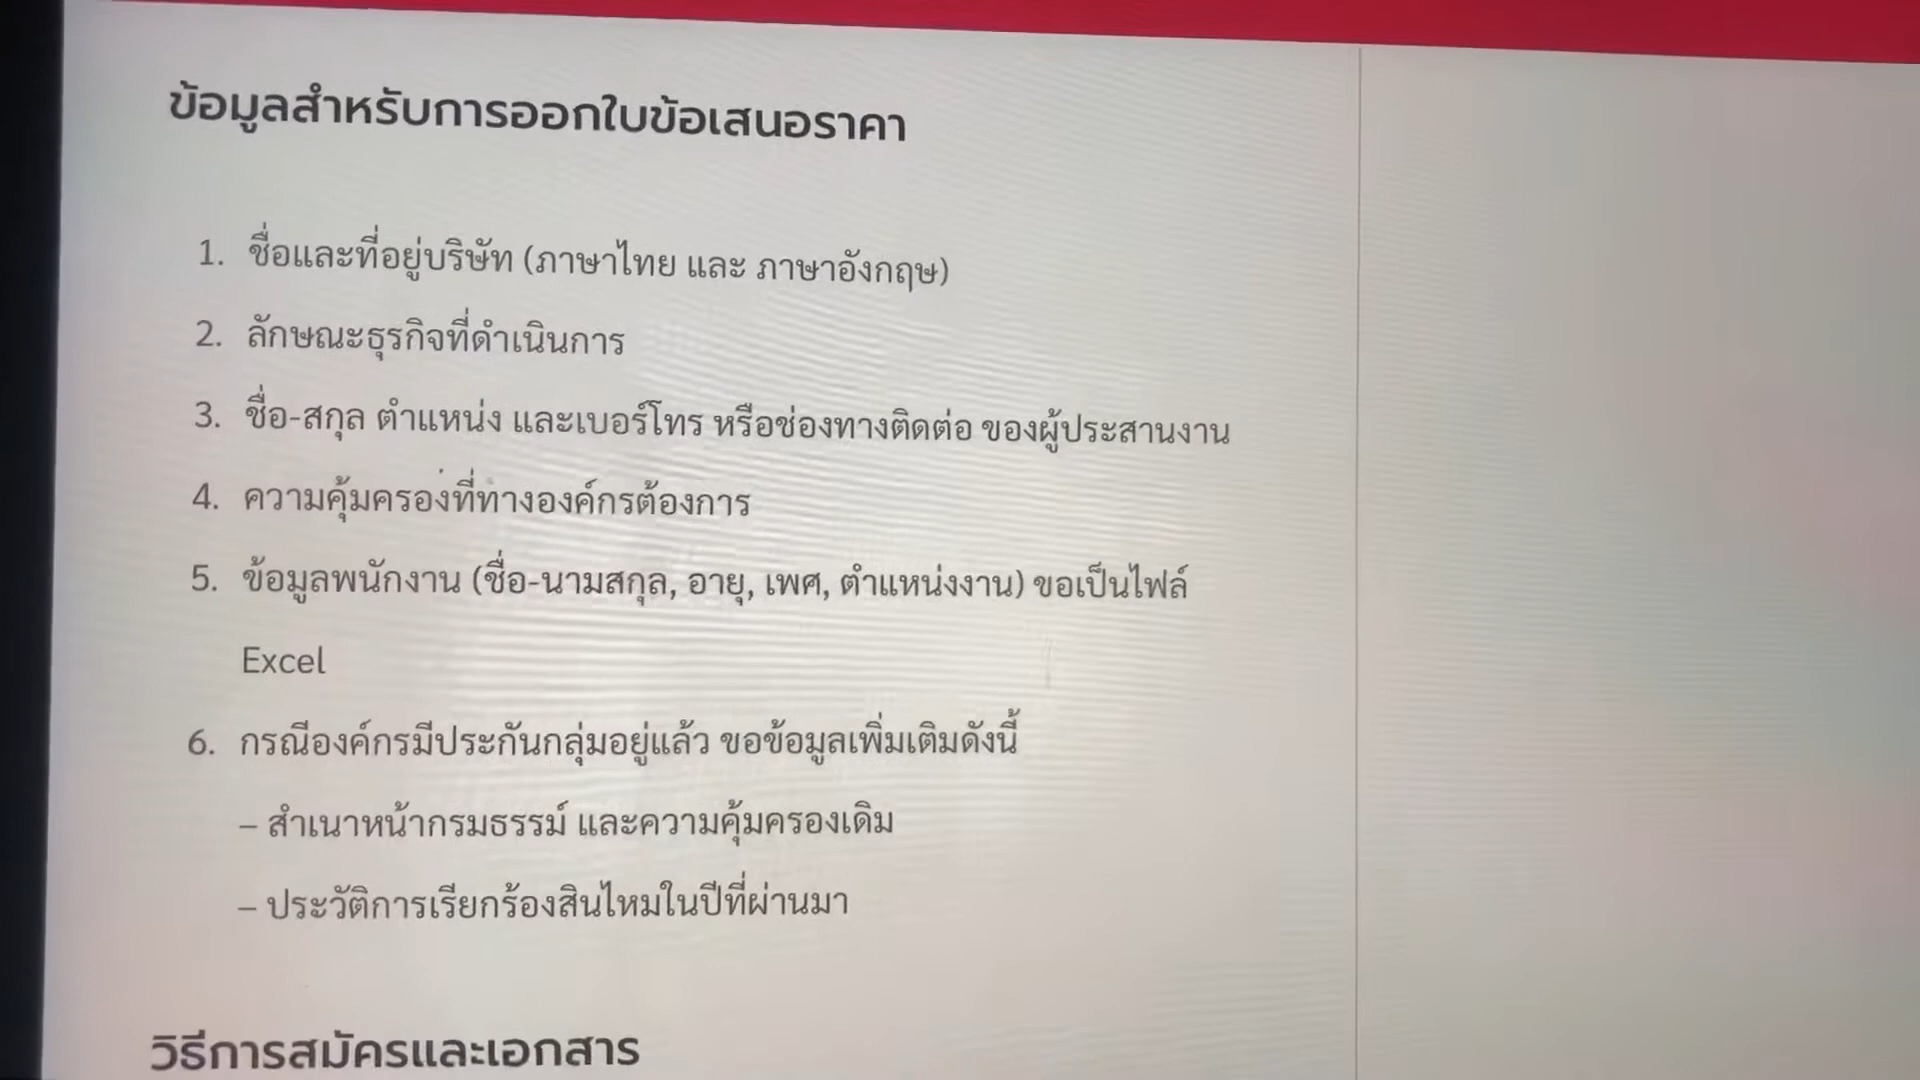 ข้อมูลสำหรับการออกใบข้อเสนอราคา
1. ชื่อและที่อยู่บริษัท (ภาษาไทย และ ภาษาอังกฤษ)
2. ลักษณะธุรกิจที่ดำเนินการ
3. ชื่อ-สกุล ตำแหน่ง และเบอร์โทร หรือช่องทางติดต่อ ของผู้ประสานงาน
4. ความคุ้มครองที่ทางองค์กรต้องการ
5. ข้อมูลพนักงาน (ชื่อ-นามสกุล, อายุ, เพศ, ตำแหน่งงาน) ขอเป็นไฟล์
Excel
6. กรณีองค์กรมีประกันกลุ่มอยู่แล้ว ขอข้อมูลเพิ่มเติมดังนี้
– สำเนาหน้ากรมธรรม์ และความคุ้มครองเดิม
– ประวัติการเรียกร้องสินไหมในปีที่ผ่านมา
วิธีการสมัครและเอกสาร